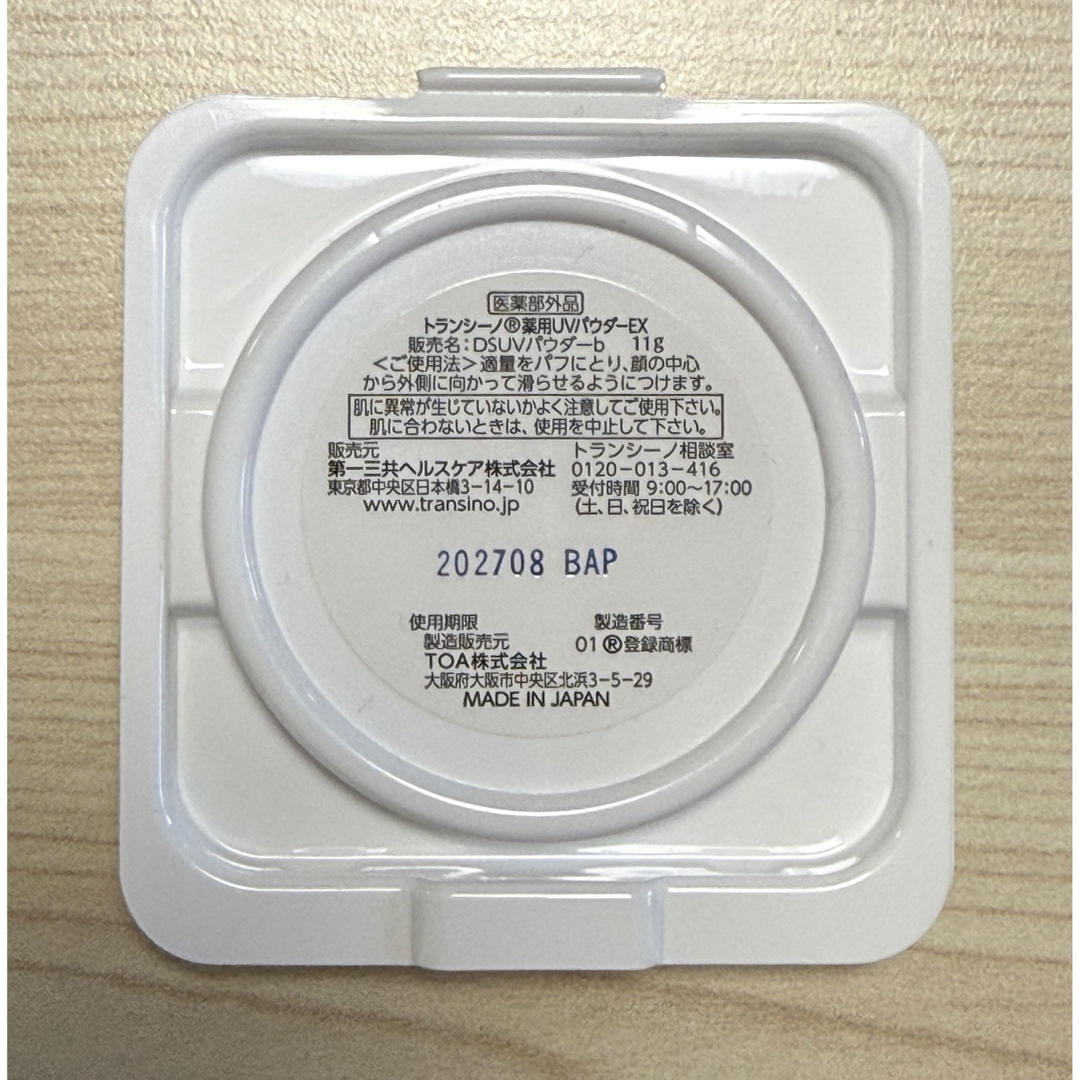 医薬部外品
トランシーノ®薬用UVパウダーEX
販売名:DSUVパウダーb 11g
<ご使用法>適量をパフにとり、顔の中心
から外側に向かって滑らせるようにつけます。
肌に異常が生じていないかよく注意してご使用下さい。
肌に合わないときは、使用を中止して下さい。
販売元
第一三共ヘルスケア株式会社
東京都中央区日本橋3-14-10
www.transino.jp
トランシーノ相談室
0120-013-416
受付時間 9:00〜17:00
(土、日、祝日を除く)
202708 BAP
使用期限 製造番号
製造販売元 01 ®登録商標
TOA株式会社
大阪府大阪市中央区北浜3-5-29
MADE IN JAPAN